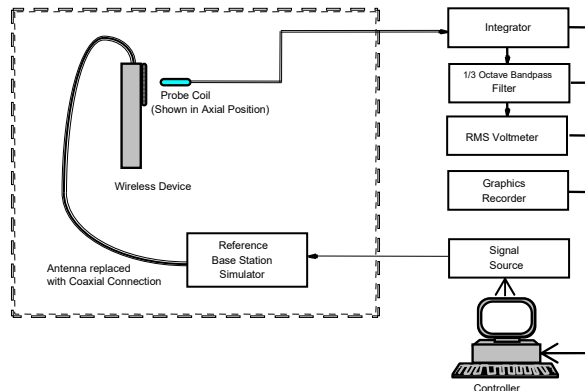 Integrator
1/3 Octave Bandpass
Filter
RMS Voltmeter
Graphics
Recorder
Probe Coil
(Shown in Axial Position)
Wireless Device
Reference
Base Station
Simulator
Antenna replaced
with Coaxial Connection
Signal
Source
Controller